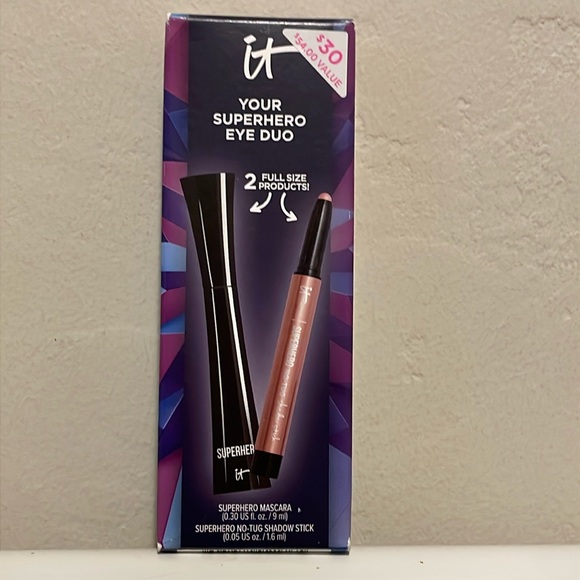 it
$30
$54.00 VALUE
YOUR
SUPERHERO
EYE DUO
2 FULL SIZE
PRODUCTS!
SUPERHERO
SUPERHER
it
SUPERHERO MASCARA
(0.30 US fl. oz. / 9 ml)
SUPERHERO NO-TUG SHADOW STICK
(0.05 US oz. / 1.6 ml)